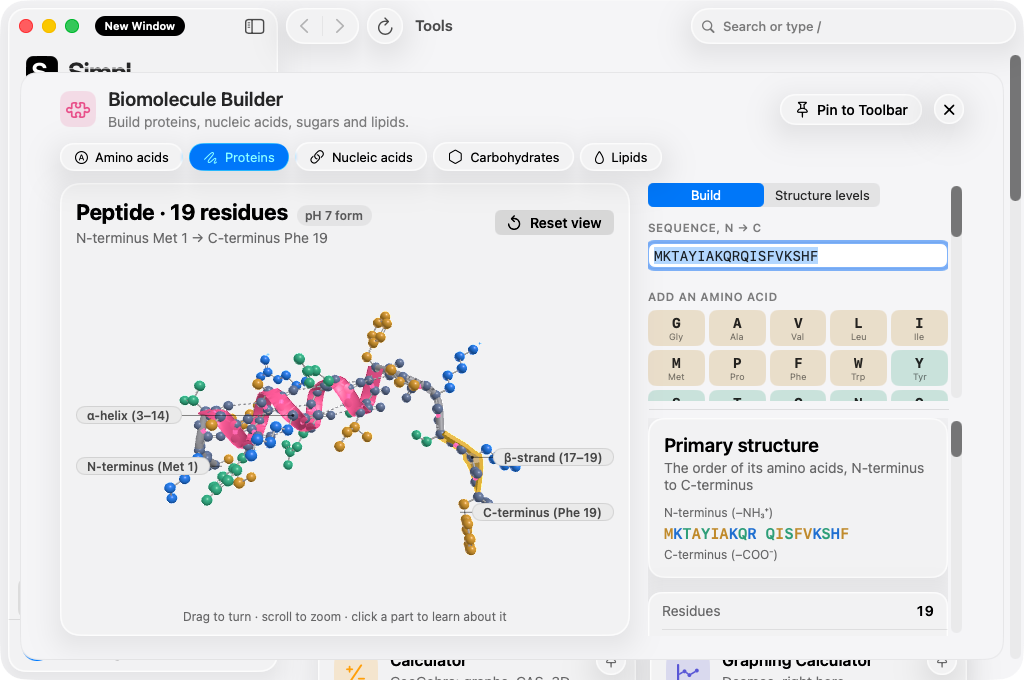 New Window
Tools
Search or type /
Biomolecule Builder
Build proteins, nucleic acids, sugars and lipids.
Pin to Toolbar
Amino acids
Proteins
Nucleic acids
Carbohydrates
Lipids
Peptide · 19 residues
pH 7 form
N-terminus Met 1 → C-terminus Phe 19
Reset view
α-helix (3–14)
N-terminus (Met 1)
β-strand (17–19)
C-terminus (Phe 19)
Drag to turn · scroll to zoom · click a part to learn about it
Build
Structure levels
SEQUENCE, N → C
MKTAYIAKQRQISFVKSHF
ADD AN AMINO ACID
G A V L I
Gly Ala Val Leu Ile
M P F W Y
Met Pro Phe Trp Tyr
Primary structure
The order of its amino acids, N-terminus
to C-terminus
N-terminus (−NH₃⁺)
MKTAYIAKQR QISFVKSHF
C-terminus (−COO⁻)
Residues 19
Calculator
Graphing Calculator